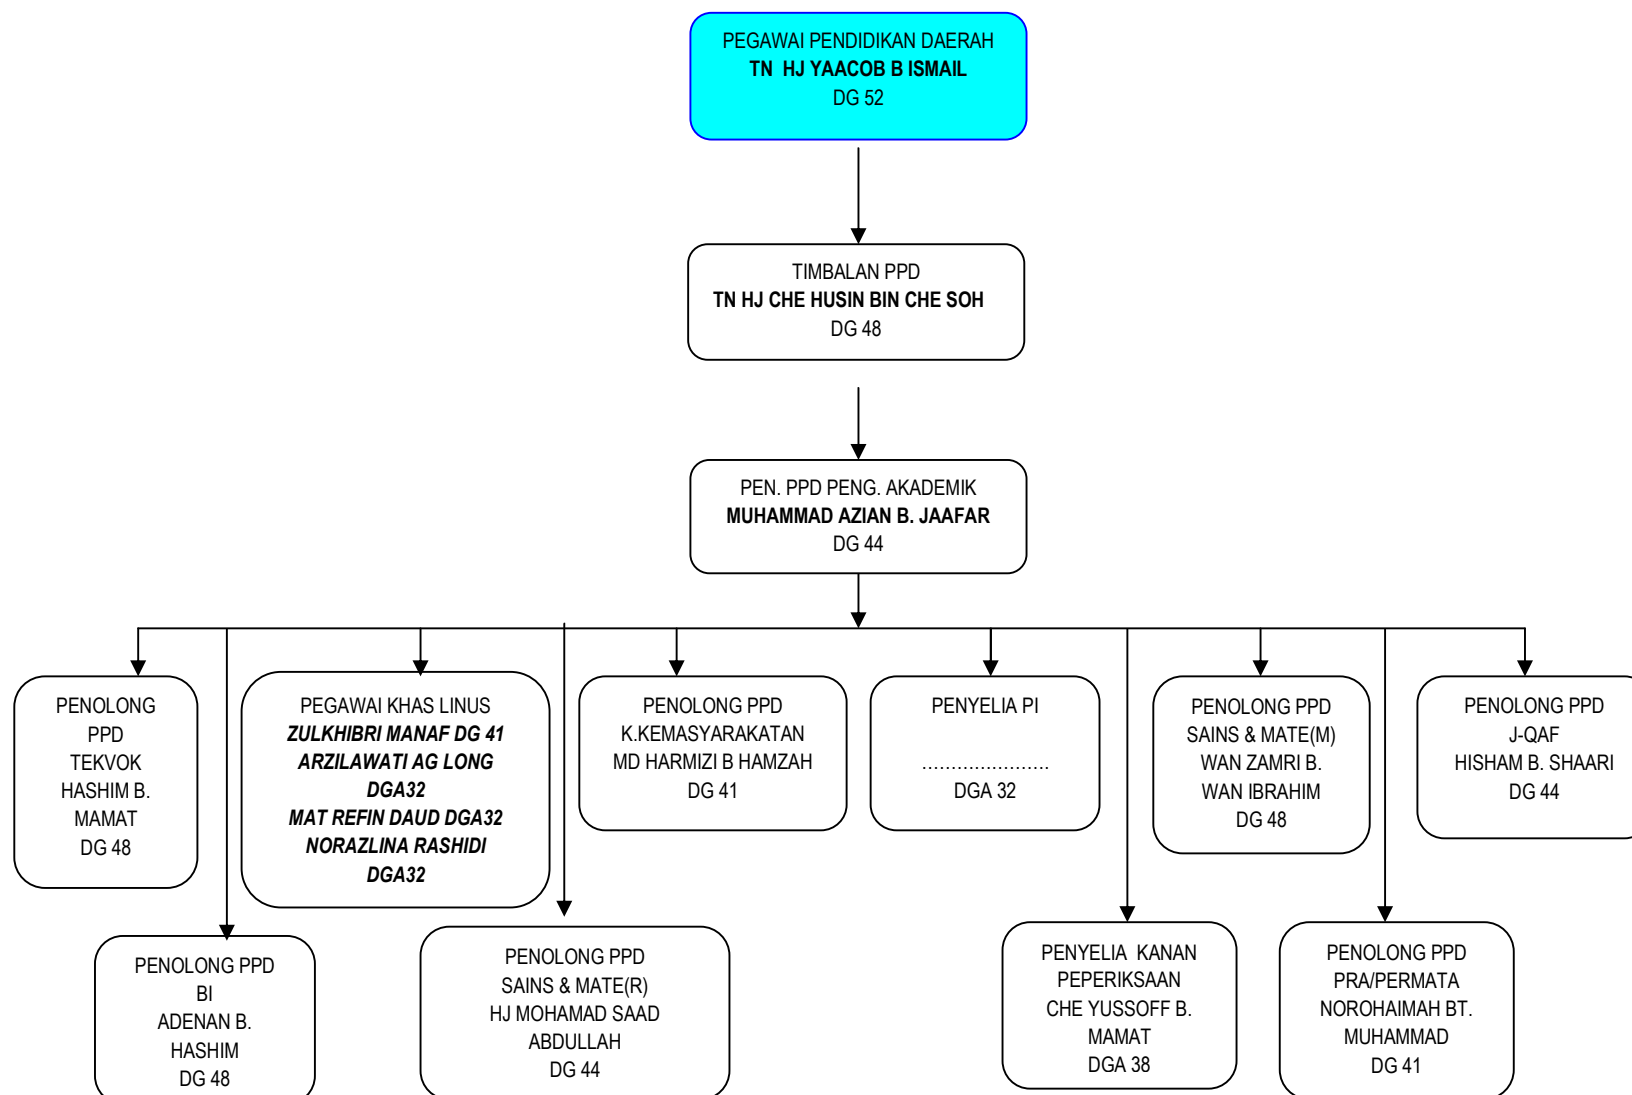 PEGAWAI PENDIDIKAN DAERAH
TN HJ YAACOB B ISMAIL
DG 52
TIMBALAN PPD
TN HJ CHE HUSIN BIN CHE SOH
DG 48
PEN. PPD PENG. AKADEMIK
MUHAMMAD AZIAN B. JAAFAR
DG 44
PENOLONG
PPD
TEKVOK
HASHIM B.
MAMAT
DG 48
PEGAWAI KHAS LINUS
ZULKHIBRI MANAF DG 41
ARZILAWATI AG LONG
DGA32
MAT REFIN DAUD DGA32
NORAZLINA RASHIDI
DGA32
PENOLONG PPD
K.KEMASYARAKATAN
MD HARMIZI B HAMZAH
DG 41
PENYELIA PI
......................
DGA 32
PENOLONG PPD
SAINS & MATE(M)
WAN ZAMRI B.
WAN IBRAHIM
DG 48
PENOLONG PPD
J-QAF
HISHAM B. SHAARI
DG 44
PENOLONG PPD
BI
ADENAN B.
HASHIM
DG 48
PENOLONG PPD
SAINS & MATE(R)
HJ MOHAMAD SAAD
ABDULLAH
DG 44
PENYELIA KANAN
PEPERIKSAAN
CHE YUSSOFF B.
MAMAT
DGA 38
PENOLONG PPD
PRA/PERMATA
NOROHAIMAH BT.
MUHAMMAD
DG 41